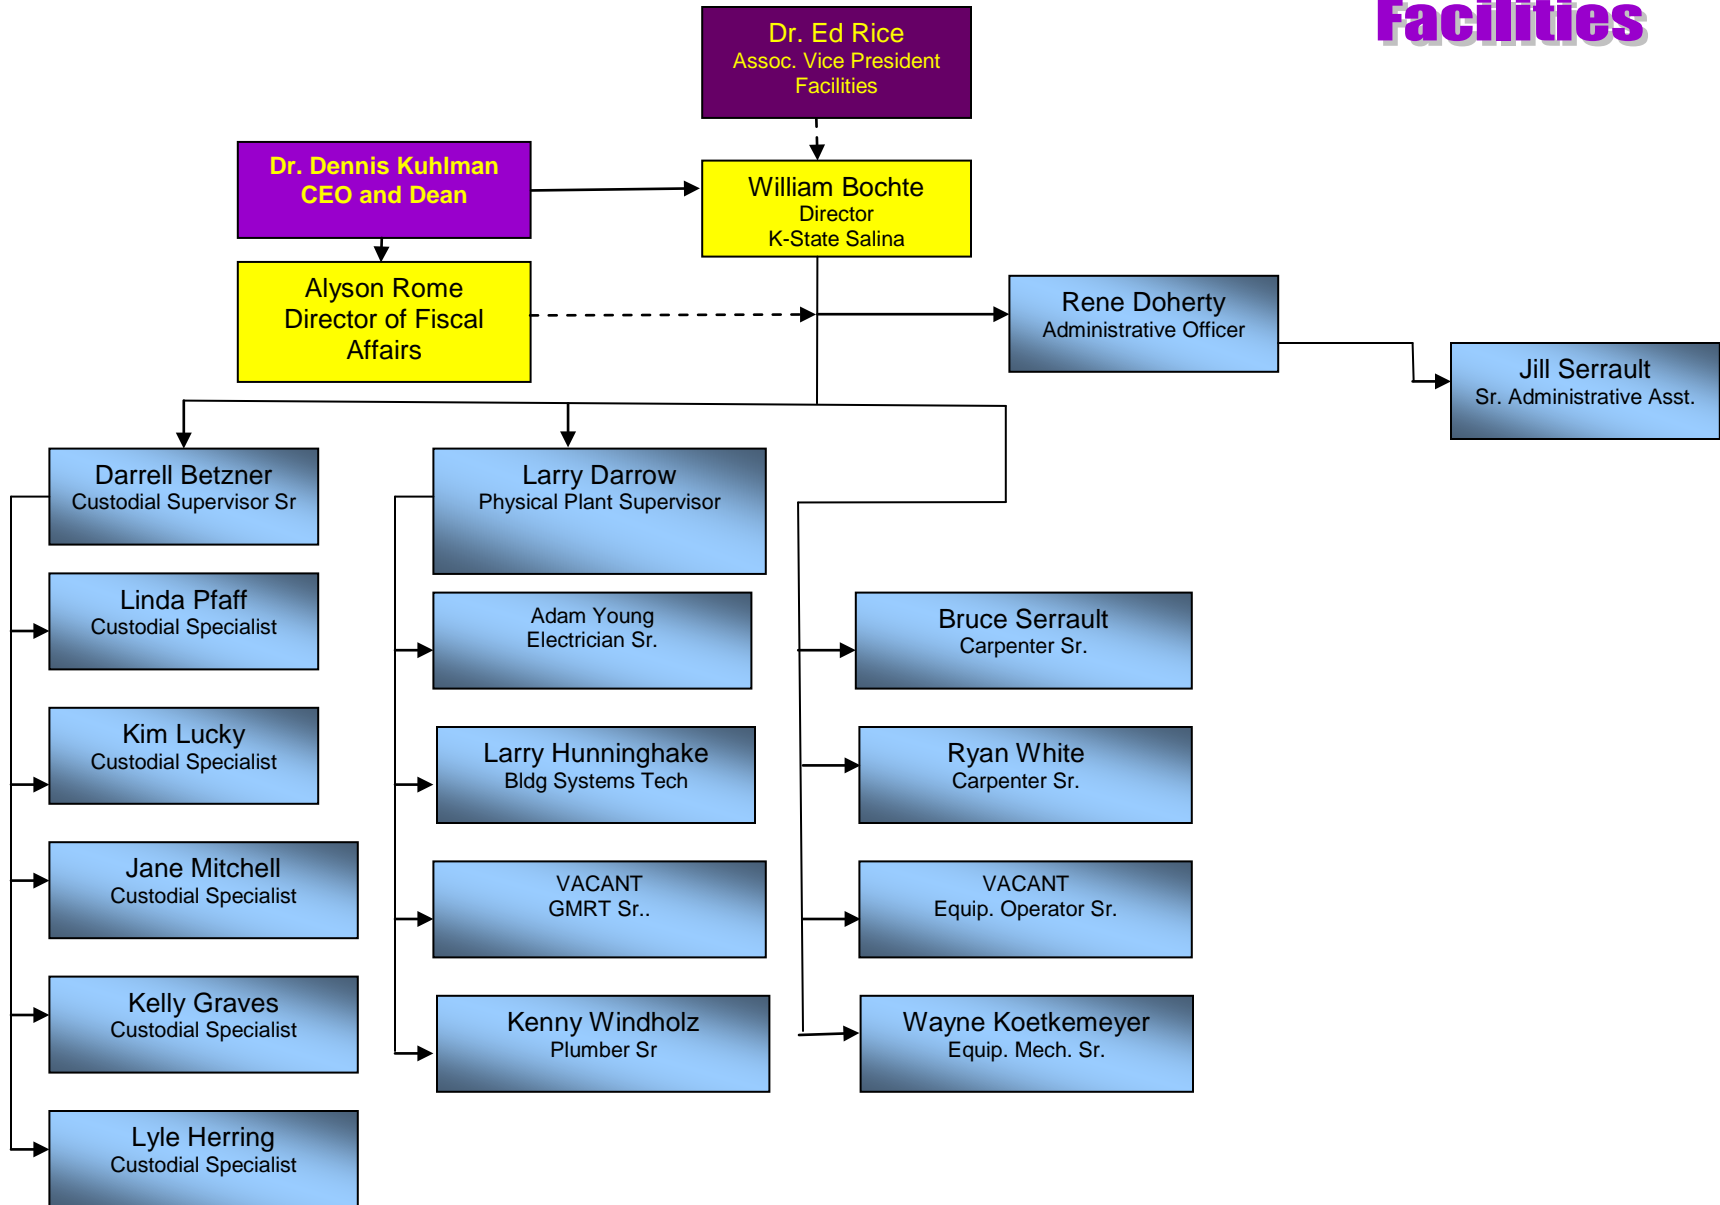 Facilities
Dr. Ed Rice
Assoc. Vice President
Facilities
Dr. Dennis Kuhlman
CEO and Dean
William Bochte
Director
K-State Salina
Alyson Rome
Director of Fiscal
Affairs
Rene Doherty
Administrative Officer
Jill Serrault
Sr. Administrative Asst.
Darrell Betzner
Custodial Supervisor Sr
Larry Darrow
Physical Plant Supervisor
Linda Pfaff
Custodial Specialist
Adam Young
Electrician Sr.
Bruce Serrault
Carpenter Sr.
Kim Lucky
Custodial Specialist
Larry Hunninghake
Bldg Systems Tech
Ryan White
Carpenter Sr.
Jane Mitchell
Custodial Specialist
VACANT
GMRT Sr..
VACANT
Equip. Operator Sr.
Kelly Graves
Custodial Specialist
Kenny Windholz
Plumber Sr
Wayne Koetkemeyer
Equip. Mech. Sr.
Lyle Herring
Custodial Specialist